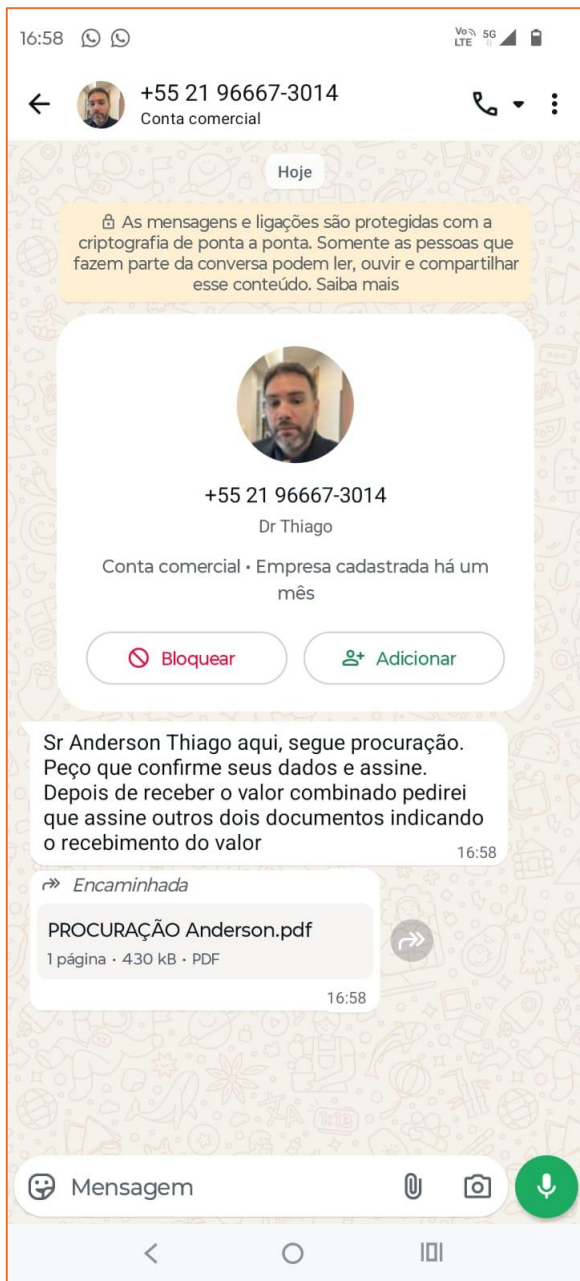 16:58
Vo LTE 5G
+55 21 96667-3014
Conta comercial
Hoje
As mensagens e ligações são protegidas com a
criptografia de ponta a ponta. Somente as pessoas que
fazem parte da conversa podem ler, ouvir e compartilhar
esse conteúdo. Saiba mais
+55 21 96667-3014
Dr Thiago
Conta comercial • Empresa cadastrada há um
mês
Bloquear
Adicionar
Sr Anderson Thiago aqui, segue procuração.
Peço que confirme seus dados e assine.
Depois de receber o valor combinado pedirei
que assine outros dois documentos indicando
o recebimento do valor
16:58
Encaminhada
PROCURAÇÃO Anderson.pdf
1 página • 430 kB • PDF
16:58
Mensagem